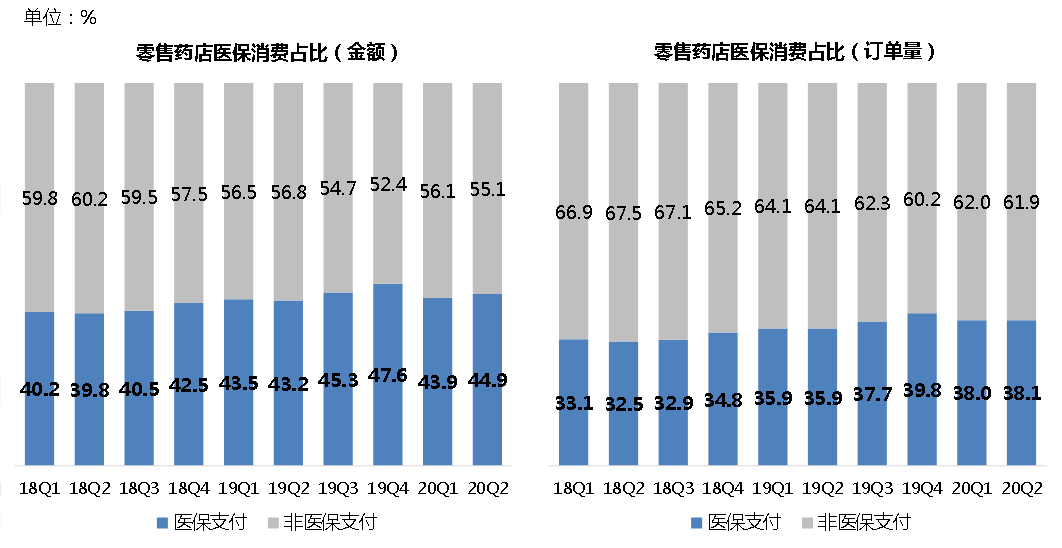 单位：%
零售药店医保消费占比（金额）
59.8 60.2 59.5 57.5 56.5 56.8 54.7 52.4 56.1 55.1
40.2 39.8 40.5 42.5 43.5 43.2 45.3 47.6 43.9 44.9
18Q1 18Q2 18Q3 18Q4 19Q1 19Q2 19Q3 19Q4 20Q1 20Q2
医保支付 非医保支付
零售药店医保消费占比（订单量）
66.9 67.5 67.1 65.2 64.1 64.1 62.3 60.2 62.0 61.9
33.1 32.5 32.9 34.8 35.9 35.9 37.7 39.8 38.0 38.1
18Q1 18Q2 18Q3 18Q4 19Q1 19Q2 19Q3 19Q4 20Q1 20Q2
医保支付 非医保支付